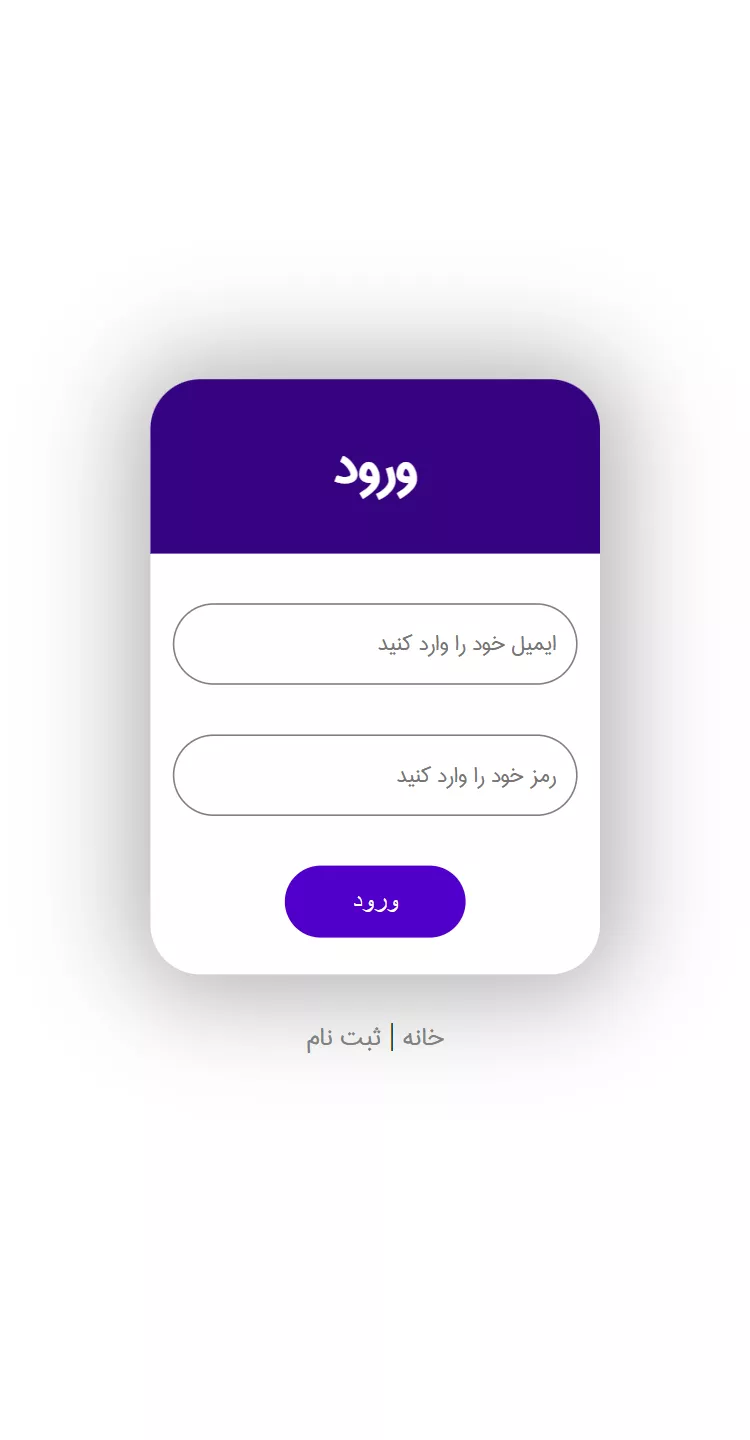 ورود
ایمیل خود را وارد کنید
رمز خود را وارد کنید
ورود
خانه | ثبت نام